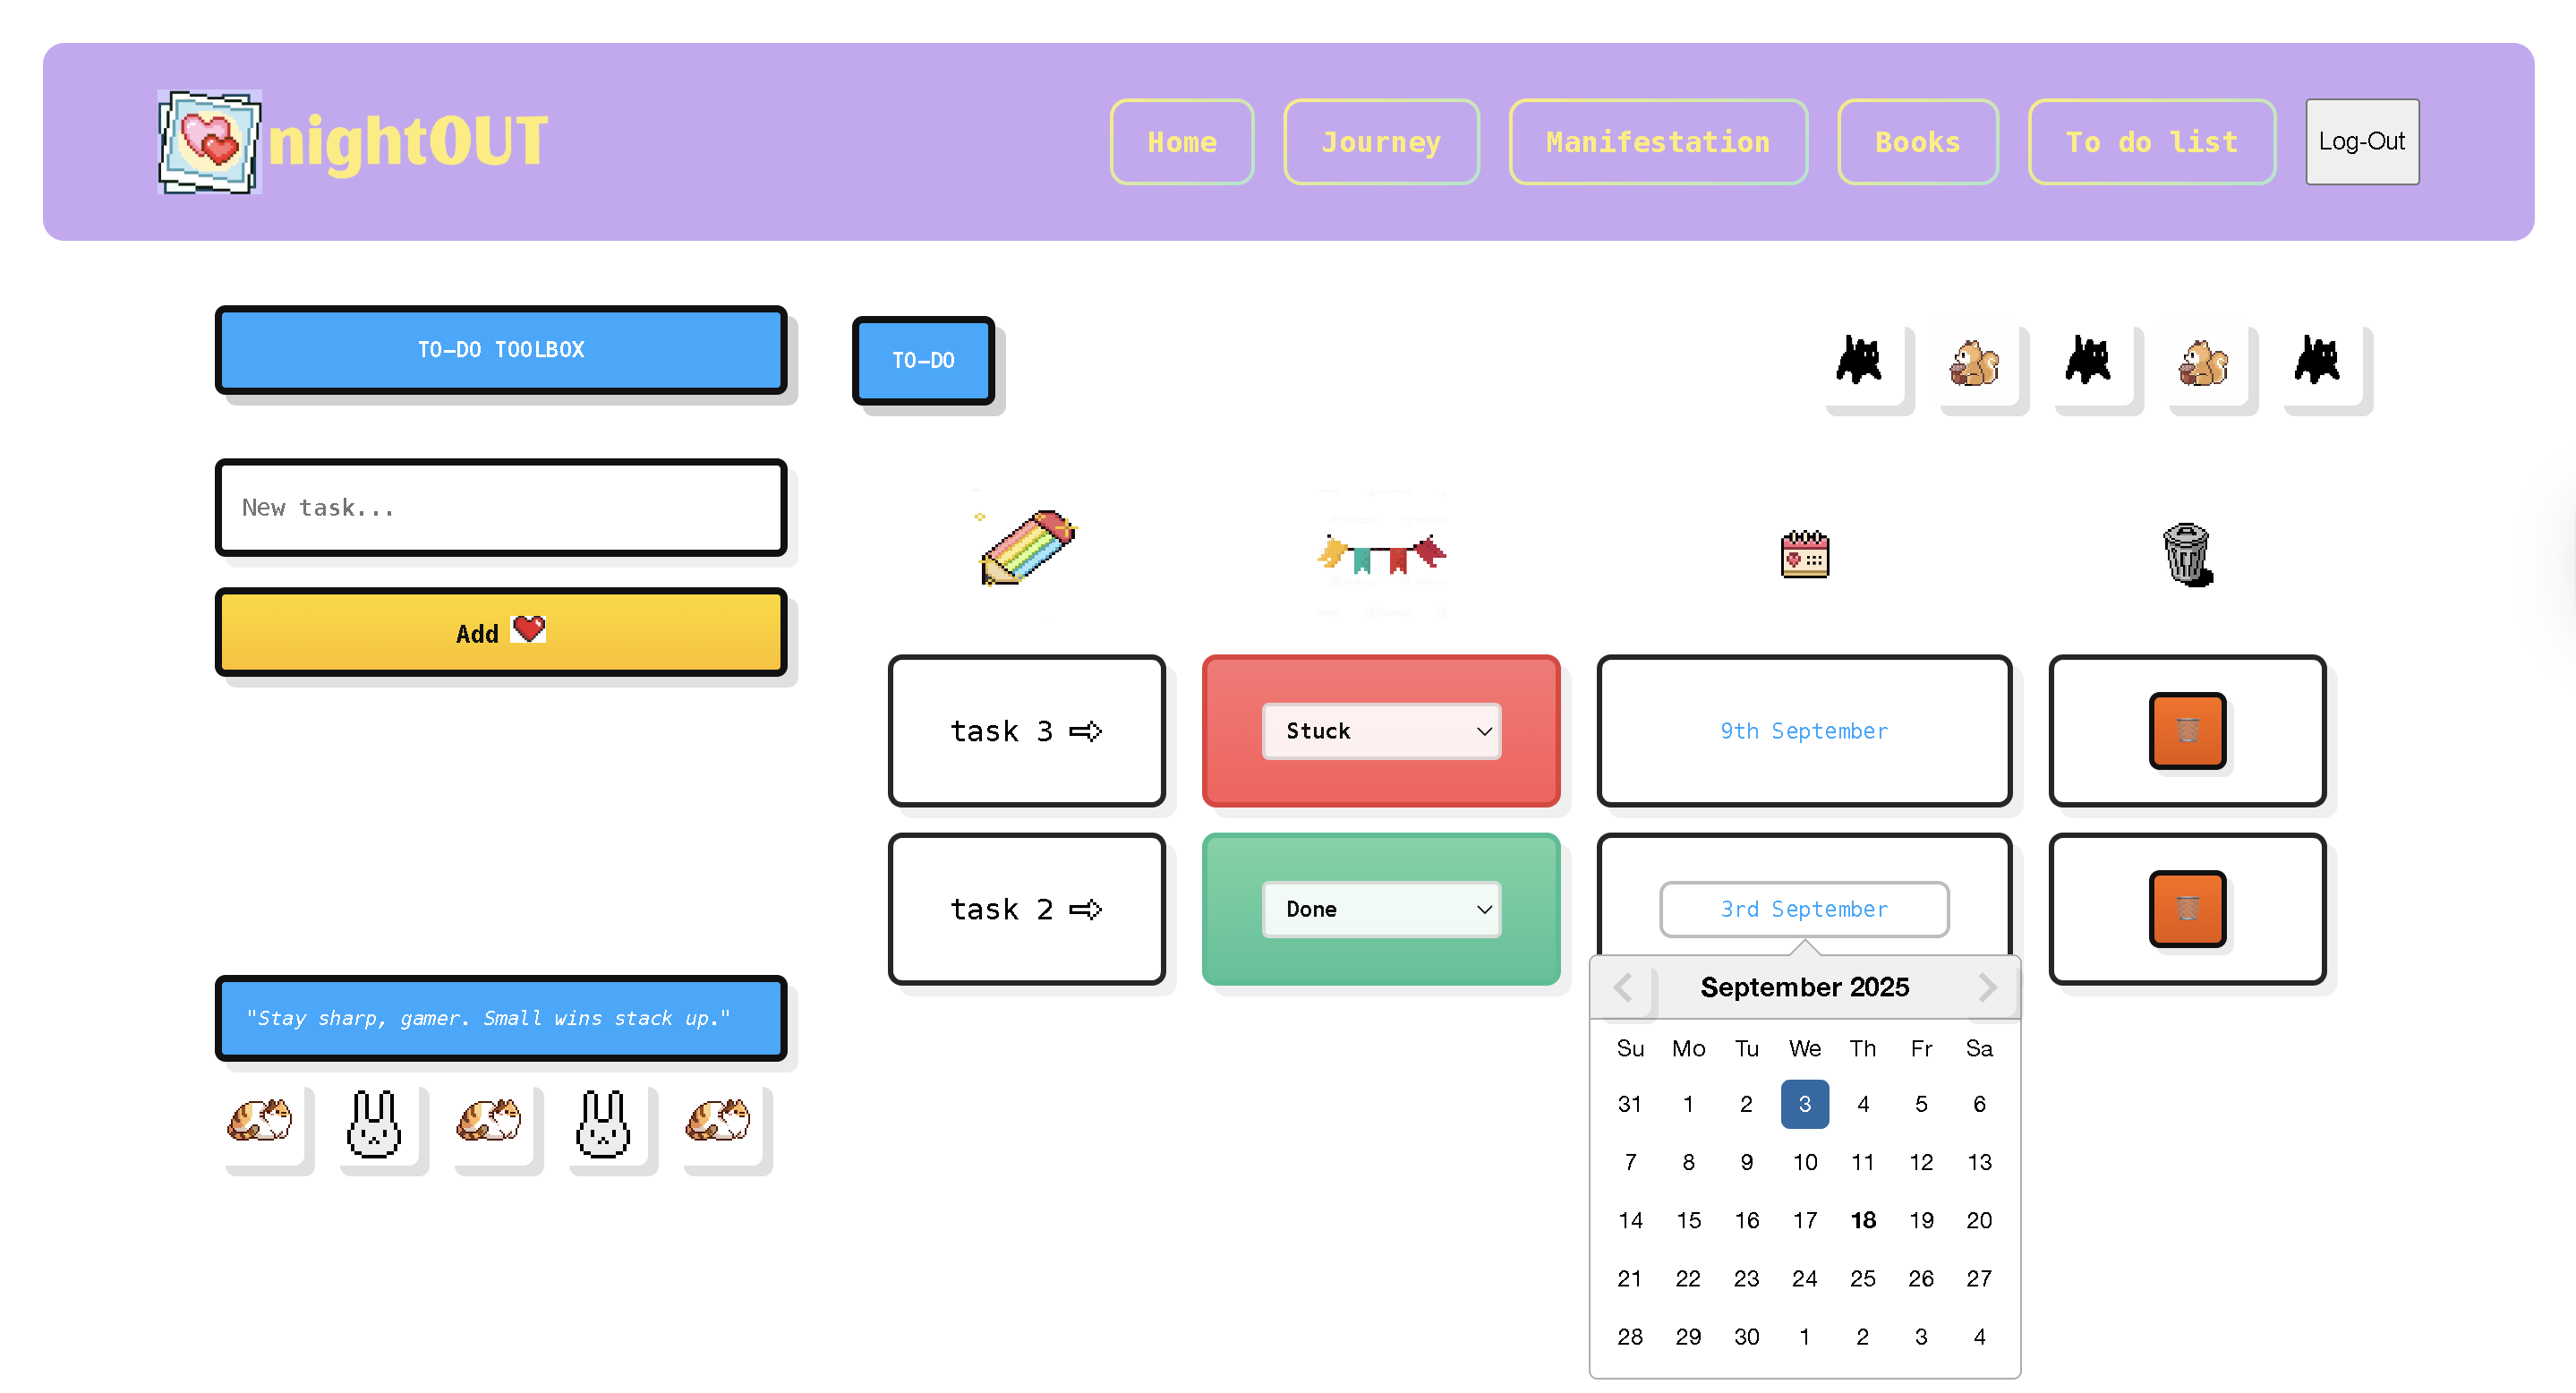 nightOUT
Home Journey Manifestation Books To do list Log-Out
TO-DO TOOLBOX
TO-DO
New task...
Add
task 3 ➩ Stuck 9th September
task 2 ➩ Done 3rd September
September 2025
Su Mo Tu We Th Fr Sa
31 1 2 3 4 5 6
7 8 9 10 11 12 13
14 15 16 17 18 19 20
21 22 23 24 25 26 27
28 29 30 1 2 3 4
"Stay sharp, gamer. Small wins stack up."